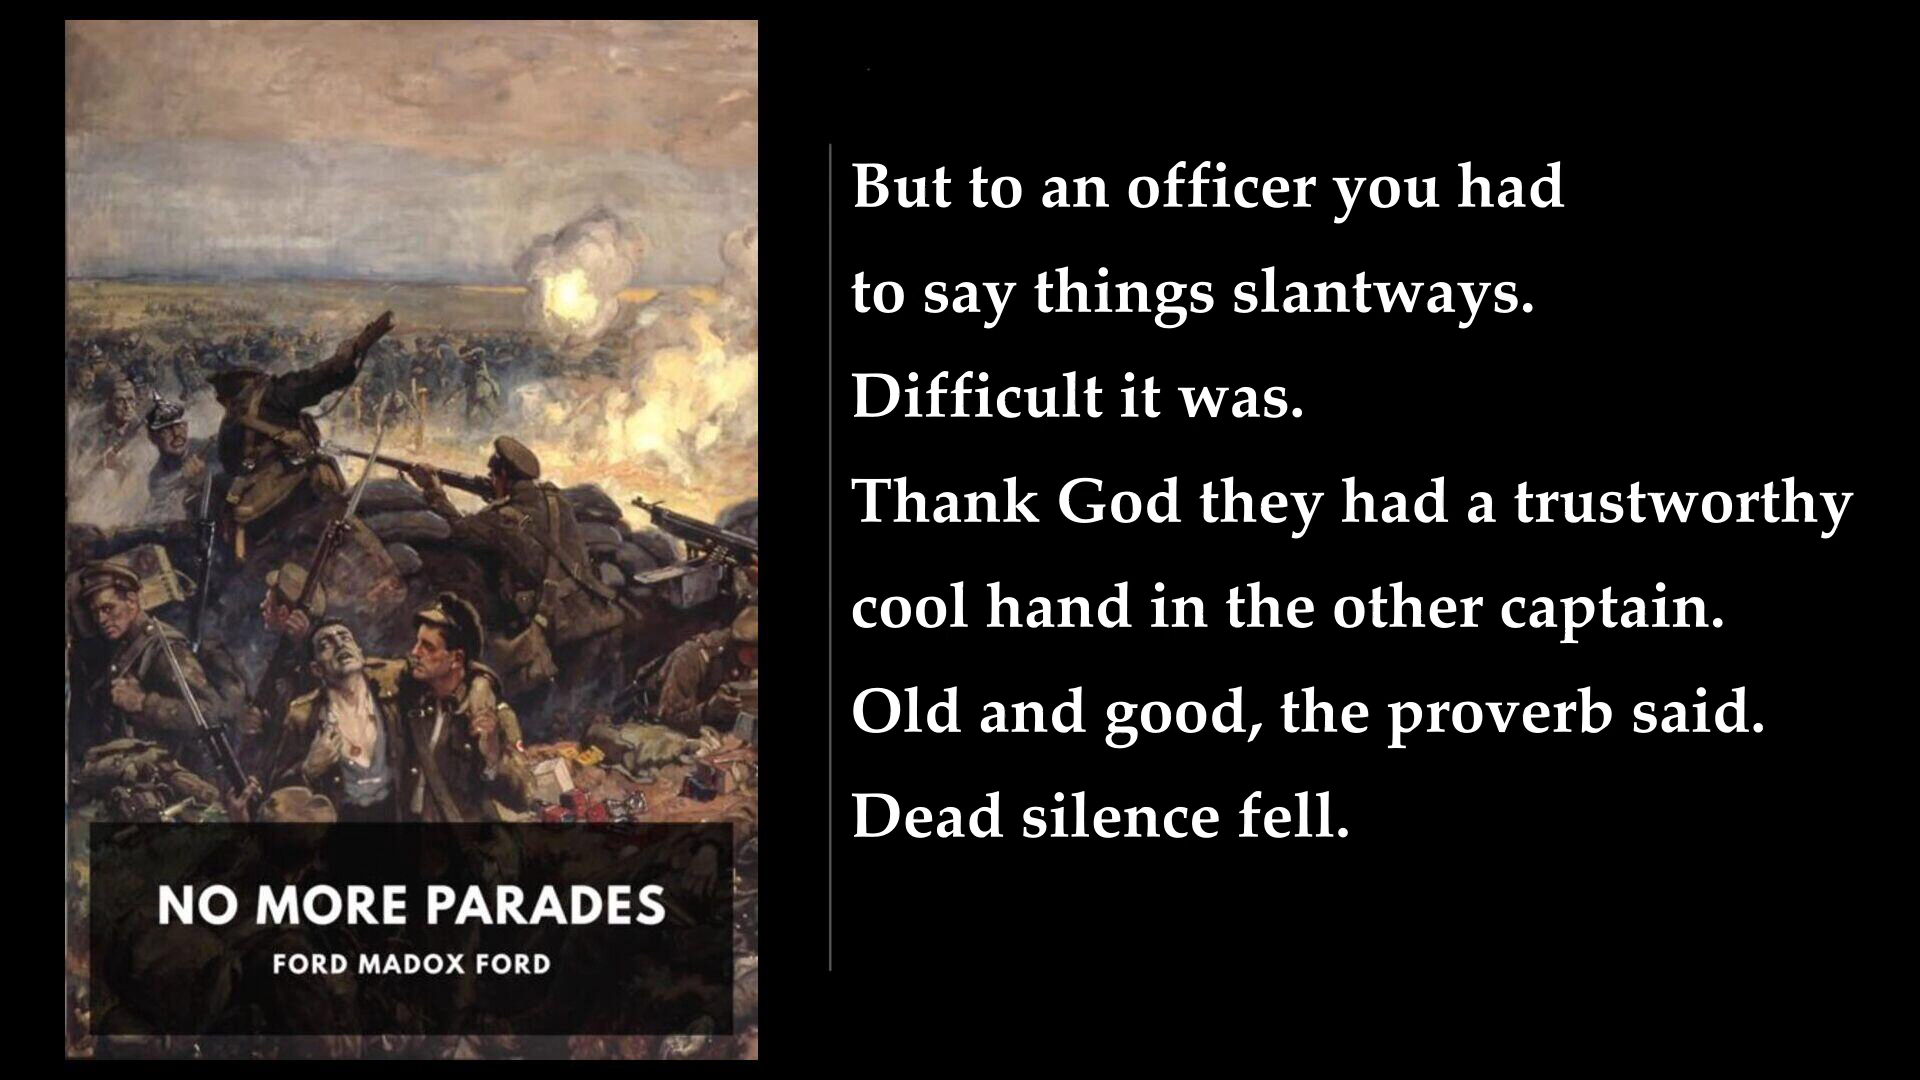 But to an officer you had
to say things slantways.
Difficult it was.
Thank God they had a trustworthy
cool hand in the other captain.
Old and good, the proverb said.
Dead silence fell.
NO MORE PARADES
FORD MADOX FORD